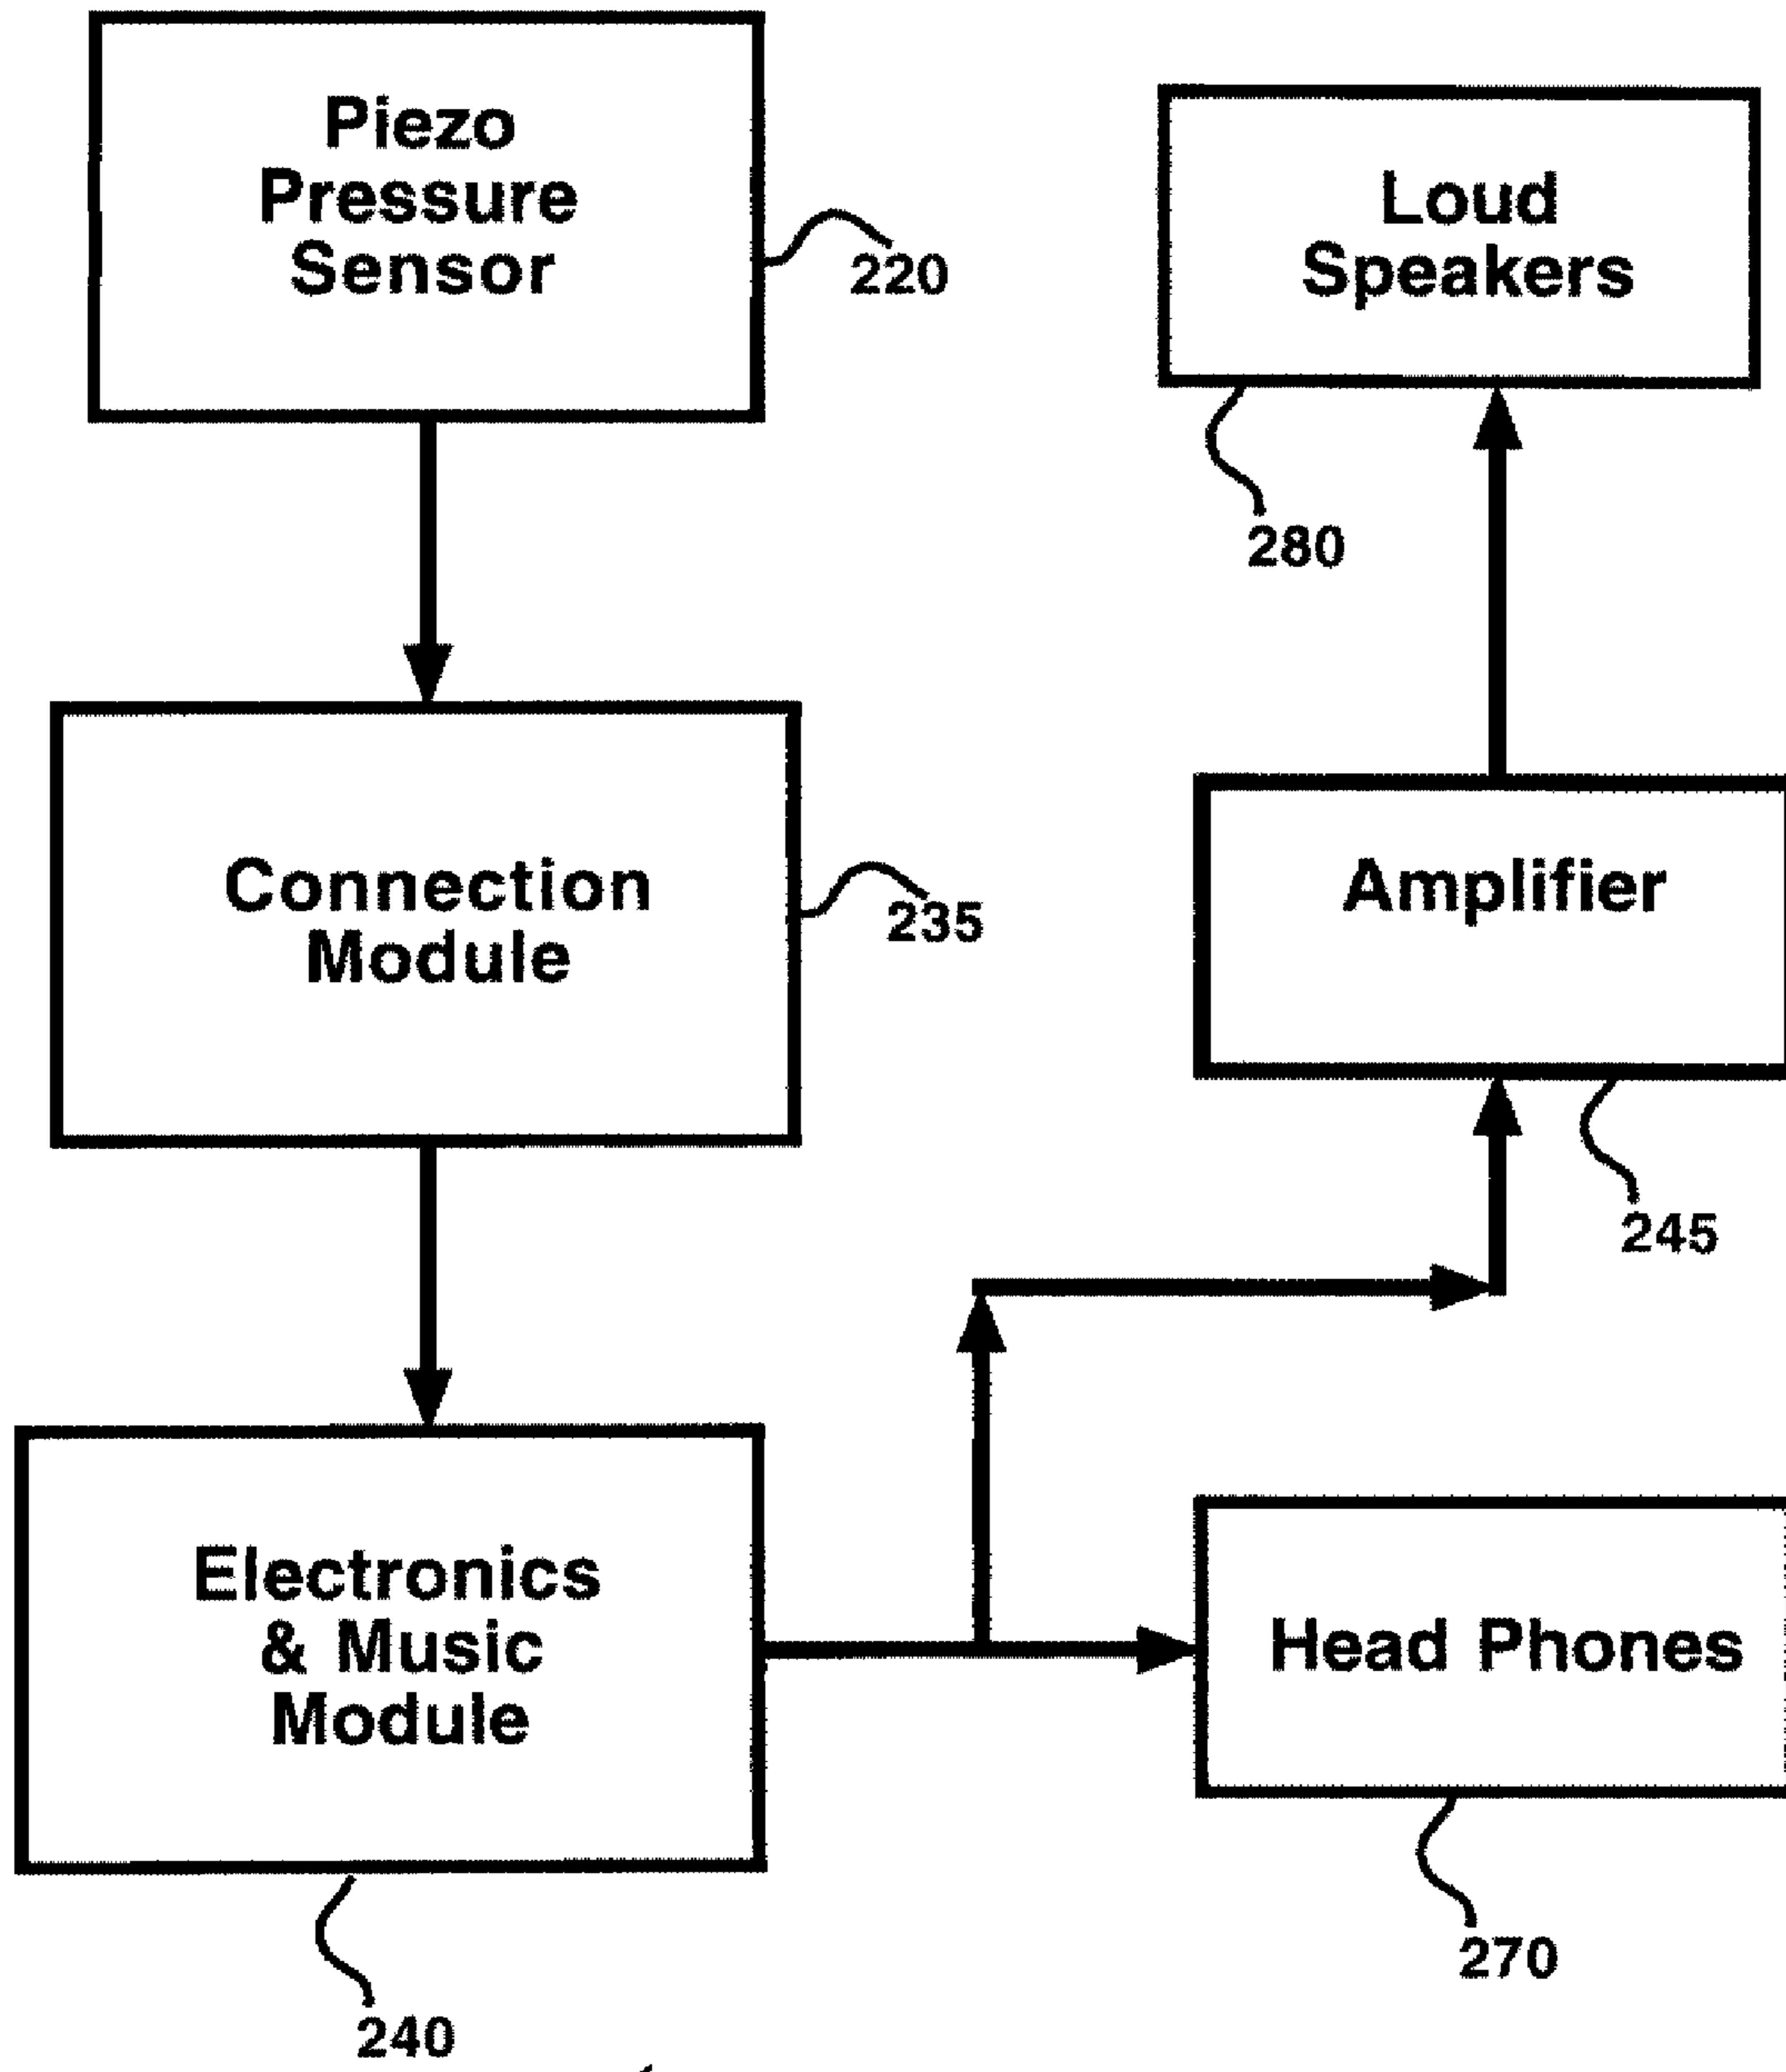 Piezo
Pressure
Sensor
220
Loud
Speakers
280
Connection
Module
235
Amplifier
245
Electronics
& Music
Module
240
Head Phones
270